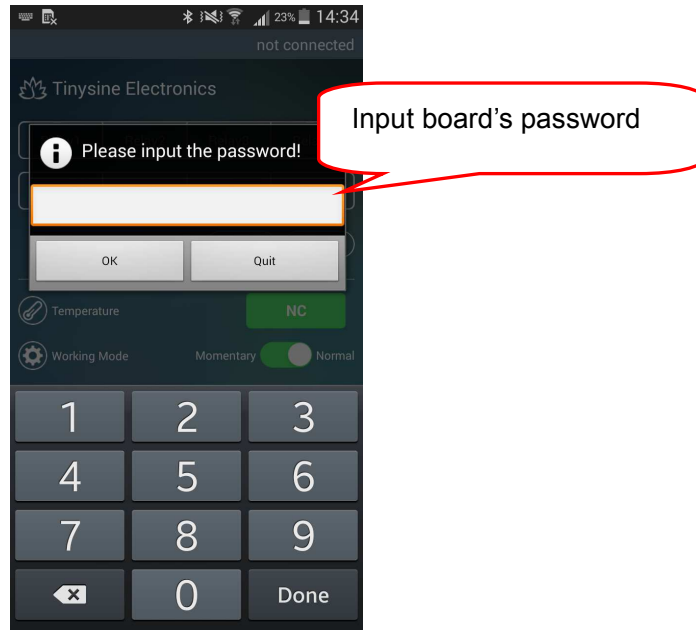 23% 14:34
not connected
Tinysine Electronics
Input board’s password
Please input the password!
OK Quit
Temperature NC
Working Mode Momentary Normal
1 2 3
4 5 6
7 8 9
0 Done